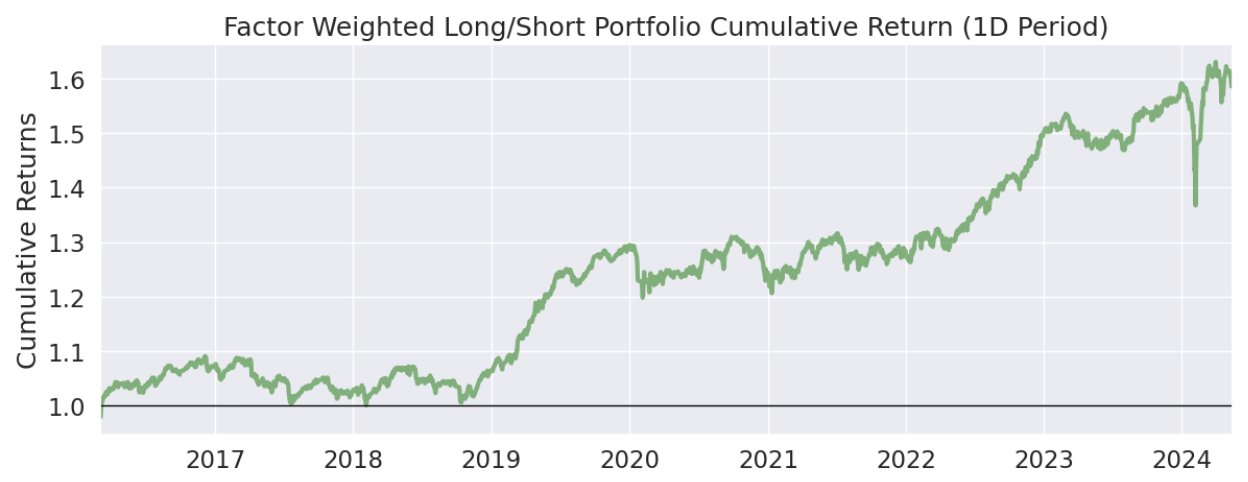 Factor Weighted Long/Short Portfolio Cumulative Return (1D Period)
Cumulative Returns
1.6
1.5
1.4
1.3
1.2
1.1
1.0
2017 2018 2019 2020 2021 2022 2023 2024